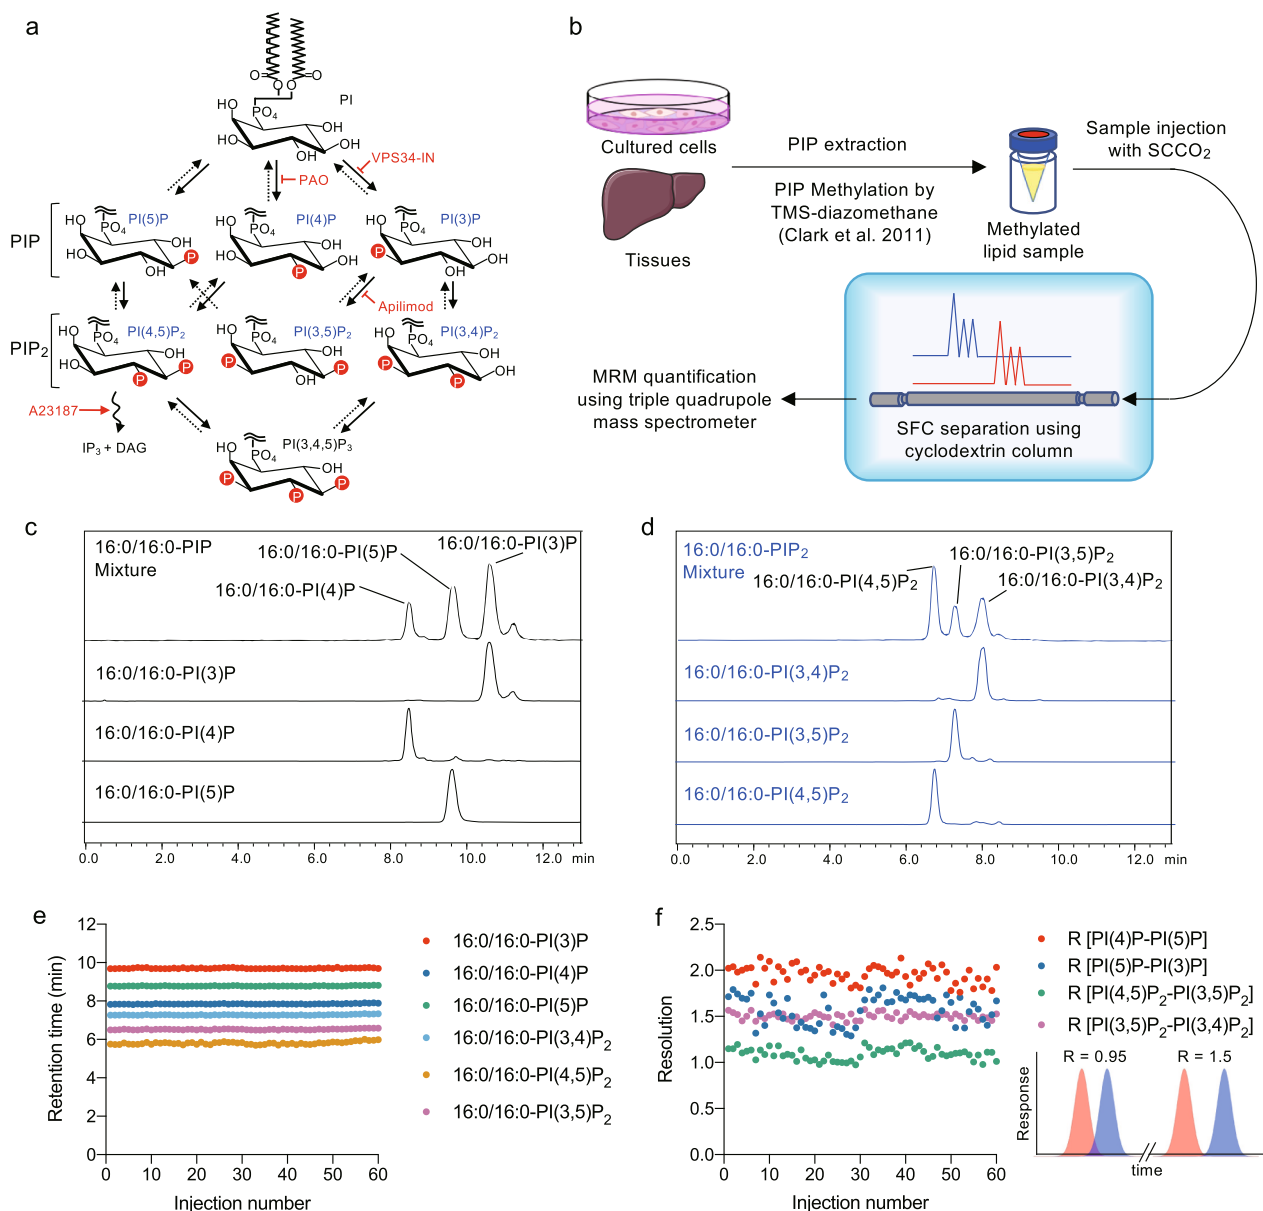 a
PI
HO
PO4
O
O
O
O
HO
OH
OH
OH
VPS34-IN
PAO
PIP
PI(5)P
PI(4)P
PI(3)P
HO
PO4
HO
OH
OH
P
HO
PO4
HO
OH
OH
P
HO
PO4
P
OH
OH
OH
Apilimod
PIP2
PI(4,5)P2
PI(3,5)P2
PI(3,4)P2
HO
PO4
HO
OH
P
P
HO
PO4
P
OH
OH
P
HO
PO4
P
OH
OH
P
A23187
IP3 + DAG
PI(3,4,5)P3
HO
PO4
OH
P
P
P
b
Cultured cells
Tissues
PIP extraction
PIP Methylation by
TMS-diazomethane
(Clark et al. 2011)
Methylated
lipid sample
Sample injection
with SCCO2
SFC separation using
cyclodextrin column
MRM quantification
using triple quadrupole
mass spectrometer
c
16:0/16:0-PIP
Mixture
16:0/16:0-PI(4)P
16:0/16:0-PI(5)P
16:0/16:0-PI(3)P
16:0/16:0-PI(3)P
16:0/16:0-PI(4)P
16:0/16:0-PI(5)P
0.0 2.0 4.0 6.0 8.0 10.0 12.0 min
d
16:0/16:0-PIP2
Mixture
16:0/16:0-PI(4,5)P2
16:0/16:0-PI(3,5)P2
16:0/16:0-PI(3,4)P2
16:0/16:0-PI(3,4)P2
16:0/16:0-PI(3,5)P2
16:0/16:0-PI(4,5)P2
0.0 2.0 4.0 6.0 8.0 10.0 12.0 min
e
Retention time (min)
12
10
8
6
4
2
0
0 10 20 30 40 50 60
Injection number
16:0/16:0-PI(3)P
16:0/16:0-PI(4)P
16:0/16:0-PI(5)P
16:0/16:0-PI(3,4)P2
16:0/16:0-PI(4,5)P2
16:0/16:0-PI(3,5)P2
f
Resolution
2.5
2.0
1.5
1.0
0.5
0.0
0 10 20 30 40 50 60
Injection number
R [PI(4)P-PI(5)P]
R [PI(5)P-PI(3)P]
R [PI(4,5)P2-PI(3,5)P2]
R [PI(3,5)P2-PI(3,4)P2]
R = 0.95
R = 1.5
Response
time